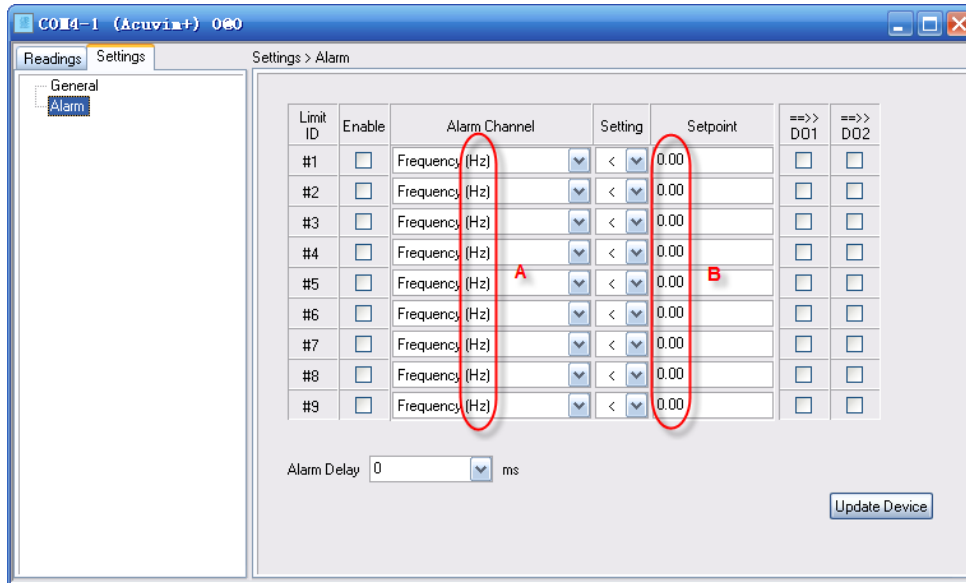 COM4-1 (Acuvim+) 0@0
Readings Settings Settings > Alarm
General
Alarm
Limit ID Enable Alarm Channel Setting Setpoint ==>> DO1 ==>> DO2
#1 Frequency (Hz) < 0.00
#2 Frequency (Hz) < 0.00
#3 Frequency (Hz) < 0.00
#4 Frequency (Hz) < 0.00
#5 Frequency (Hz) A < 0.00 B
#6 Frequency (Hz) < 0.00
#7 Frequency (Hz) < 0.00
#8 Frequency (Hz) < 0.00
#9 Frequency (Hz) < 0.00
Alarm Delay 0 ms
Update Device